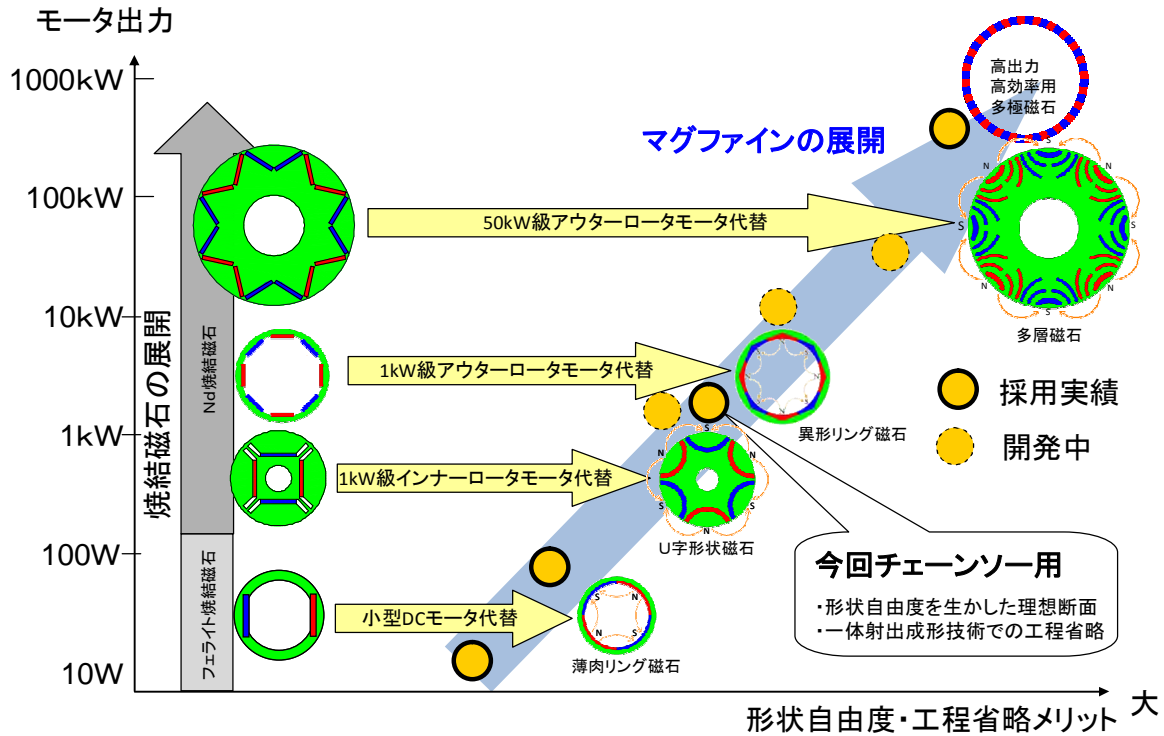 モータ出力
1000kW
100kW
10kW
1kW
100W
10W
焼結磁石の展開
Nd焼結磁石
フェライト焼結磁石
高出力
高効率用
多極磁石
マグファインの展開
50kW級アウターロータモータ代替
S
N
N
S
S
N
N
S
多層磁石
1kW級アウターロータモータ代替
異形リング磁石
採用実績
開発中
1kW級インナーロータモータ代替
S
N
N
S
S
N
U字形状磁石
今回チェーンソー用
・形状自由度を生かした理想断面
・一体射出成形技術での工程省略
小型DCモータ代替
S
N
N
S
薄肉リング磁石
形状自由度・工程省略メリット
大